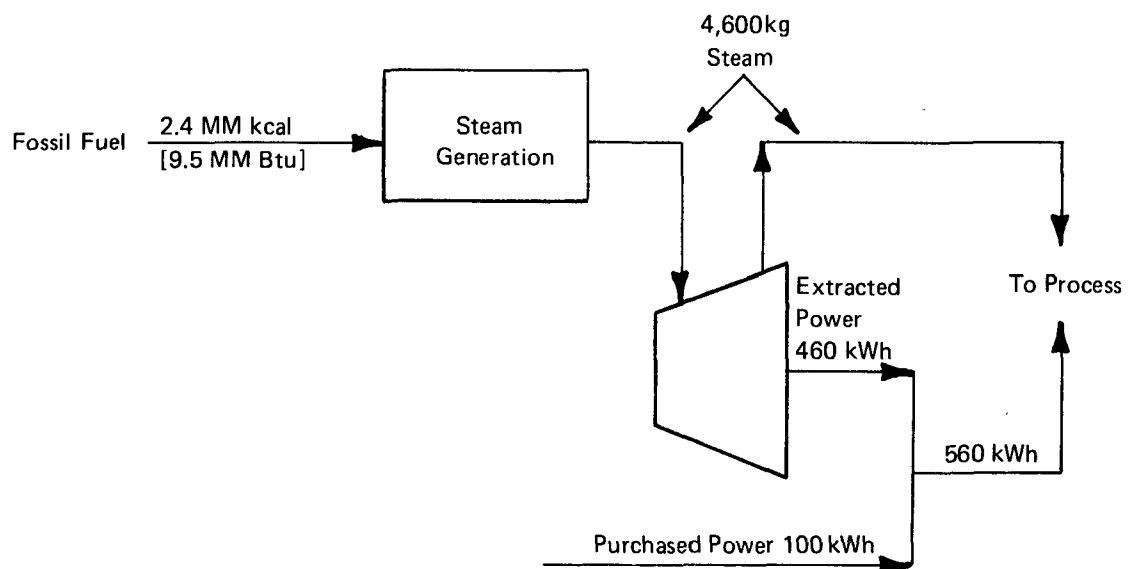 4,600kg
Steam
Fossil Fuel
2.4 MM kcal
[9.5 MM Btu]
Steam
Generation
To Process
Extracted
Power
460 kWh
560 kWh
Purchased Power 100 kWh